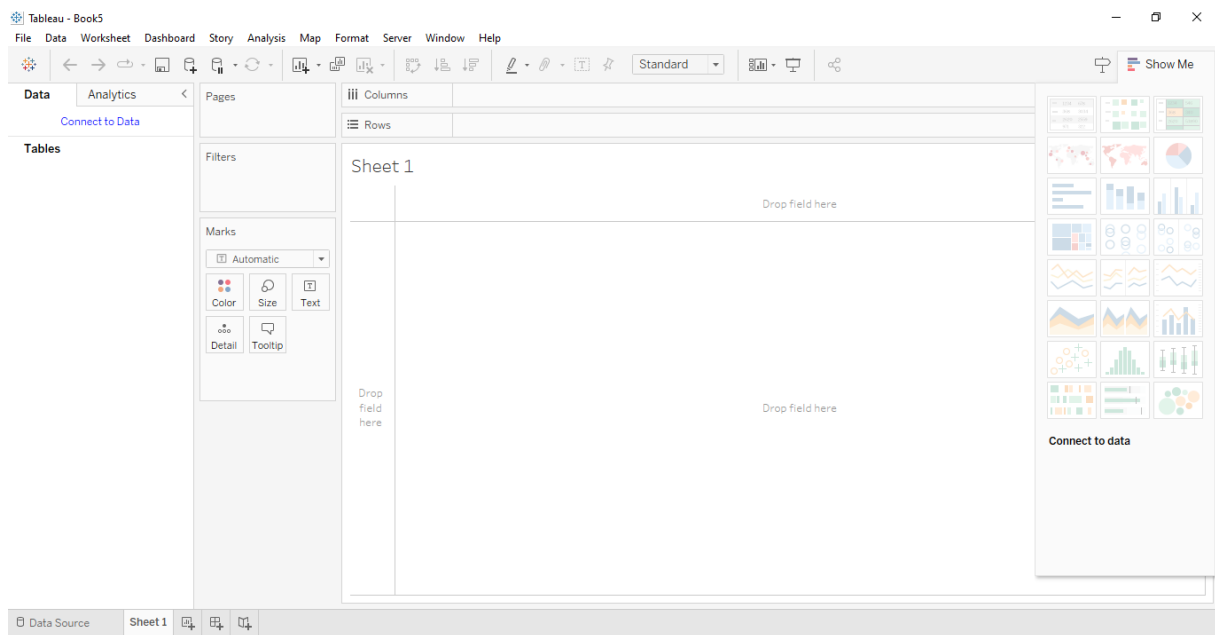 Tableau - Book5
File Data Worksheet Dashboard Story Analysis Map Format Server Window Help
Standard
Show Me
Data Analytics
Connect to Data
Tables
Pages
Filters
Marks
Automatic
Color Size Text
Detail Tooltip
Columns
Rows
Sheet 1
Drop field here
Drop
field
here
Drop field here
Connect to data
Data Source Sheet 1